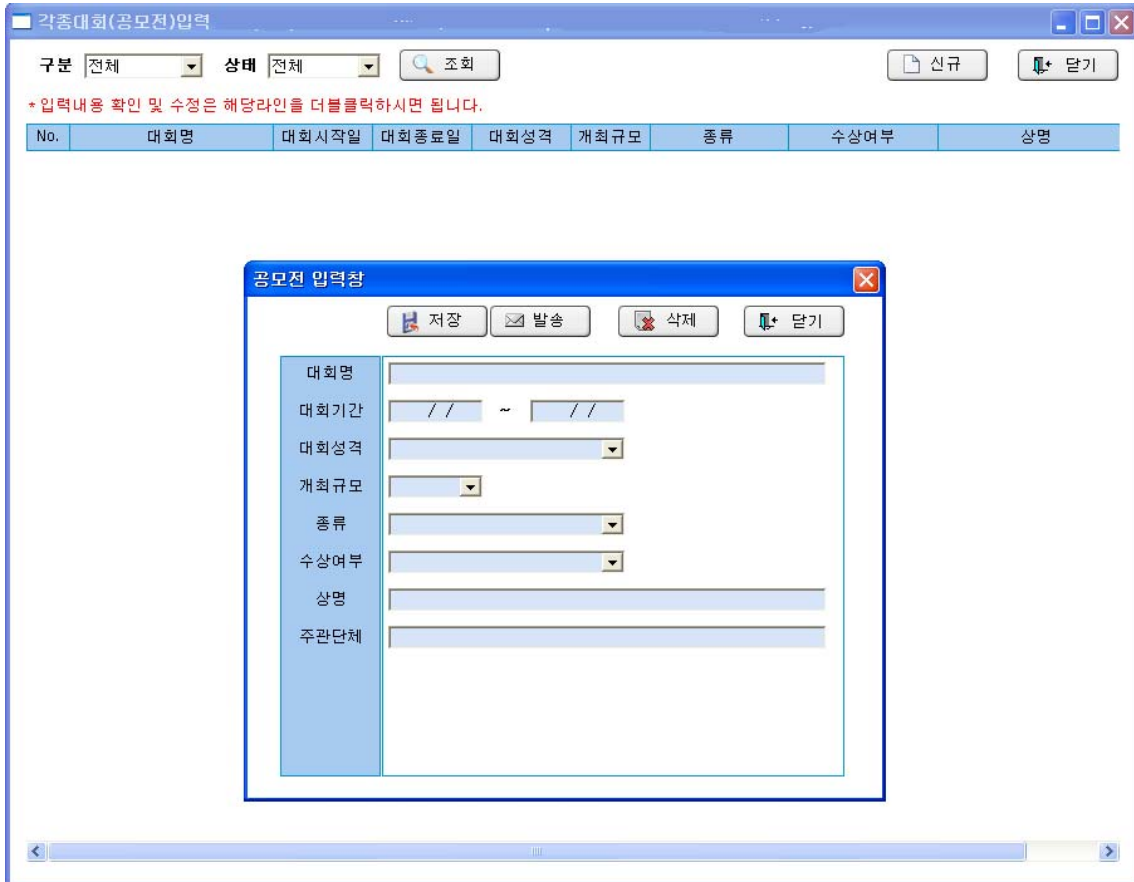 각종대회(공모전)입력
구분 전체 상태 전체 조회 신규 닫기
* 입력내용 확인 및 수정은 해당라인을 더블클릭하시면 됩니다.
No. 대회명 대회시작일 대회종료일 대회성격 개최규모 종류 수상여부 상명
공모전 입력창
저장 발송 삭제 닫기
대회명
대회기간 / / ~ / /
대회성격
개최규모
종류
수상여부
상명
주관단체